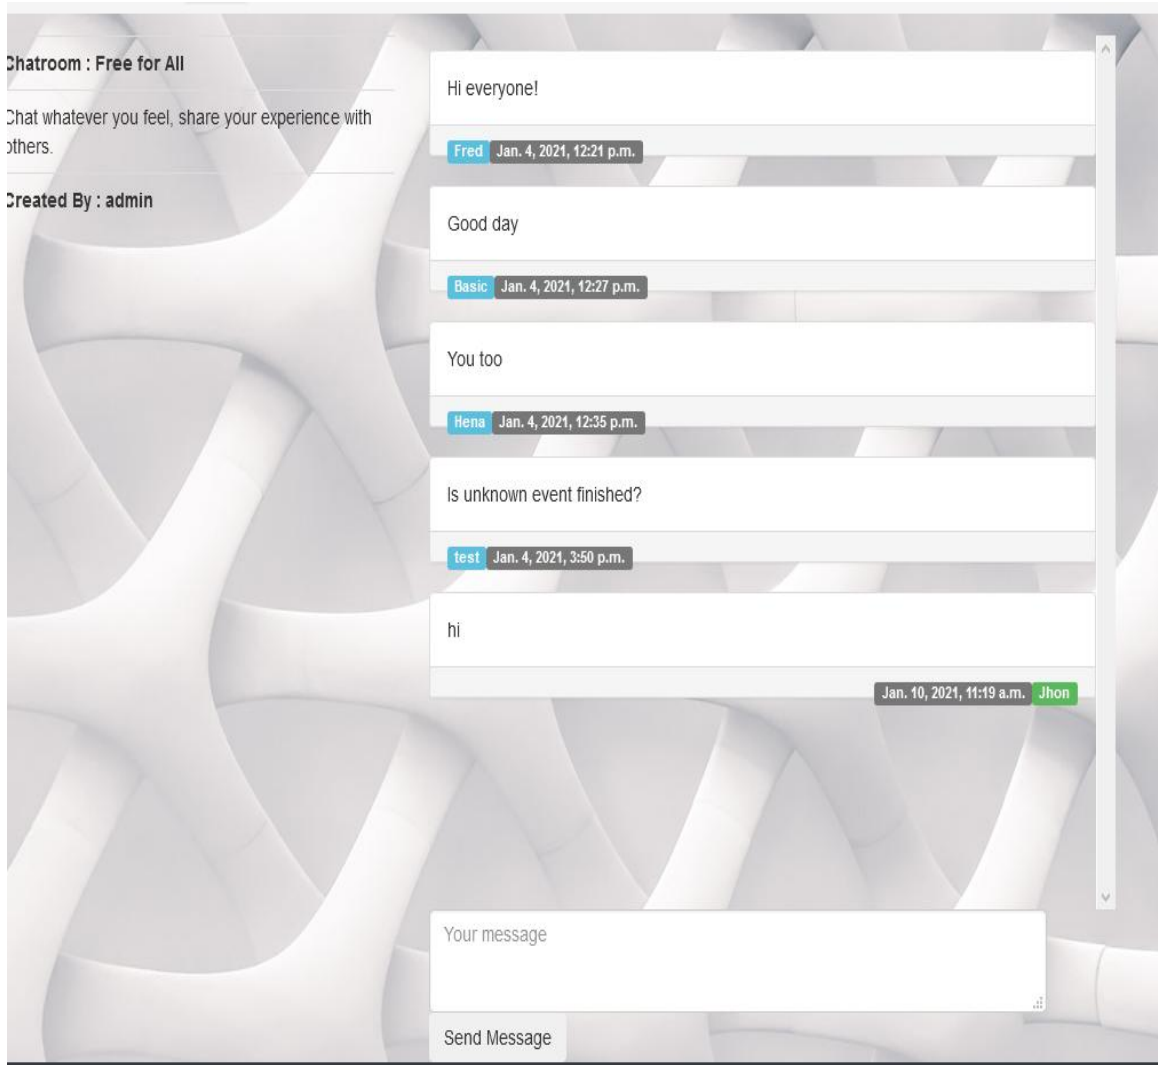 Chatroom : Free for All
Chat whatever you feel, share your experience with
others.
Created By : admin
Hi everyone!
Fred Jan. 4, 2021, 12:21 p.m.
Good day
Basic Jan. 4, 2021, 12:27 p.m.
You too
Hena Jan. 4, 2021, 12:35 p.m.
Is unknown event finished?
test Jan. 4, 2021, 3:50 p.m.
hi
Jan. 10, 2021, 11:19 a.m. Jhon
Your message
Send Message